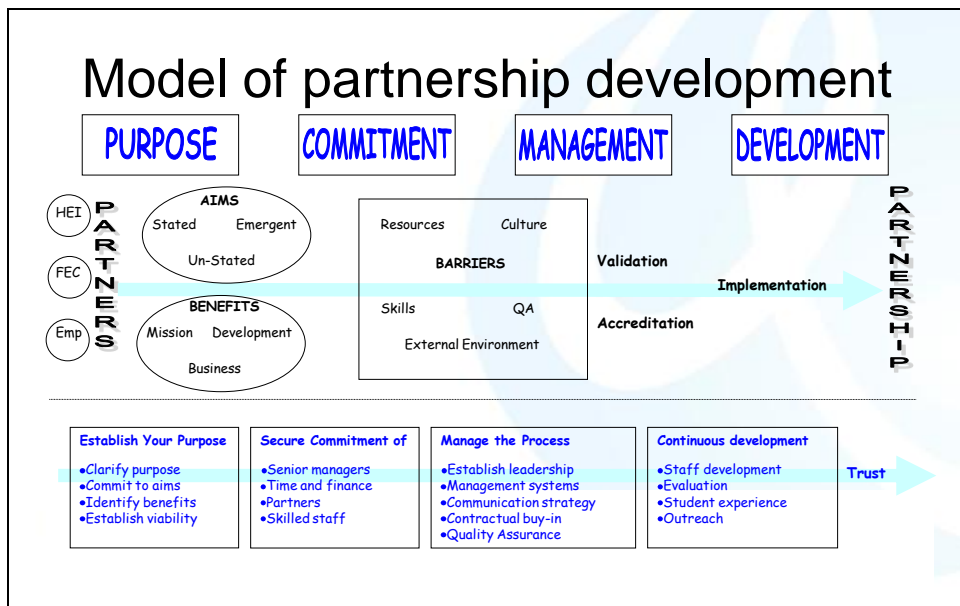 Model of partnership development
PURPOSE
COMMITMENT
MANAGEMENT
DEVELOPMENT
HEI
FEC
Emp
PARTNERS
AIMS
Stated Emergent
Un-Stated
BENEFITS
Mission Development
Business
Resources Culture
BARRIERS
Skills QA
External Environment
Validation
Accreditation
Implementation
PARTNERSHIP
Establish Your Purpose
•Clarify purpose
•Commit to aims
•Identify benefits
•Establish viability
Secure Commitment of
•Senior managers
•Time and finance
•Partners
•Skilled staff
Manage the Process
•Establish leadership
•Management systems
•Communication strategy
•Contractual buy-in
•Quality Assurance
Continuous development
•Staff development
•Evaluation
•Student experience
•Outreach
Trust